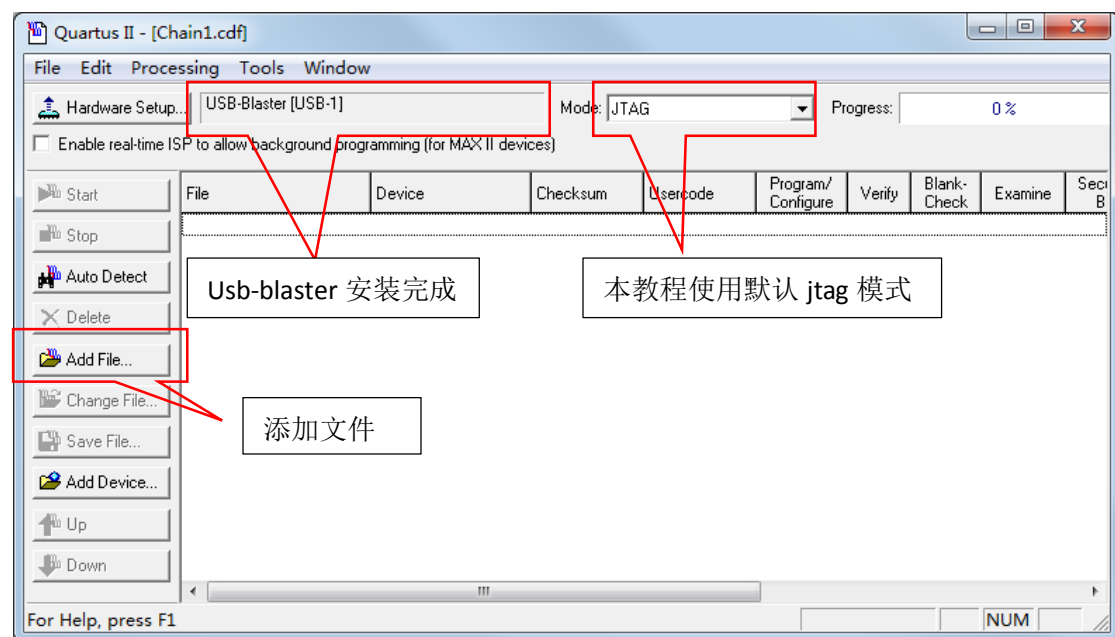 Quartus II - [Chain1.cdf]
File Edit Processing Tools Window
Hardware Setup... USB-Blaster [USB-1] Mode: JTAG Progress: 0 %
Enable real-time ISP to allow background programming (for MAX II devices)
Start
Stop
Auto Detect
Delete
Add File...
Change File...
Save File...
Add Device...
Up
Down
File Device Checksum Usercode Program/ Configure Verify Blank- Check Examine Secu B
Usb-blaster 安装完成
本教程使用默认 jtag 模式
添加文件
For Help, press F1 NUM